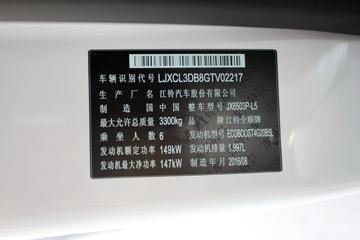 车辆识别代号 LJXCL3DB8GTV02217
生产厂名 江铃汽车股份有限公司
制造国 中国 整车型号 JX6503P-L5
最大允许总质量 3300kg 品牌 江铃全顺牌
乘坐人数 6 发动机型号 ECOBOOST4G20B5L
发动机额定功率 149kW 发动机排量 1.997L
发动机最大净功率 147kW 制造年月 2016/08